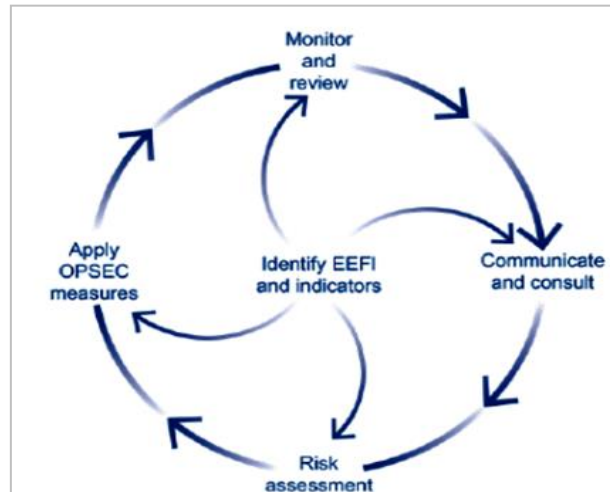 Monitor
and
review
Apply
OPSEC
measures
Identify EEFI
and indicators
Communicate
and consult
Risk
assessment